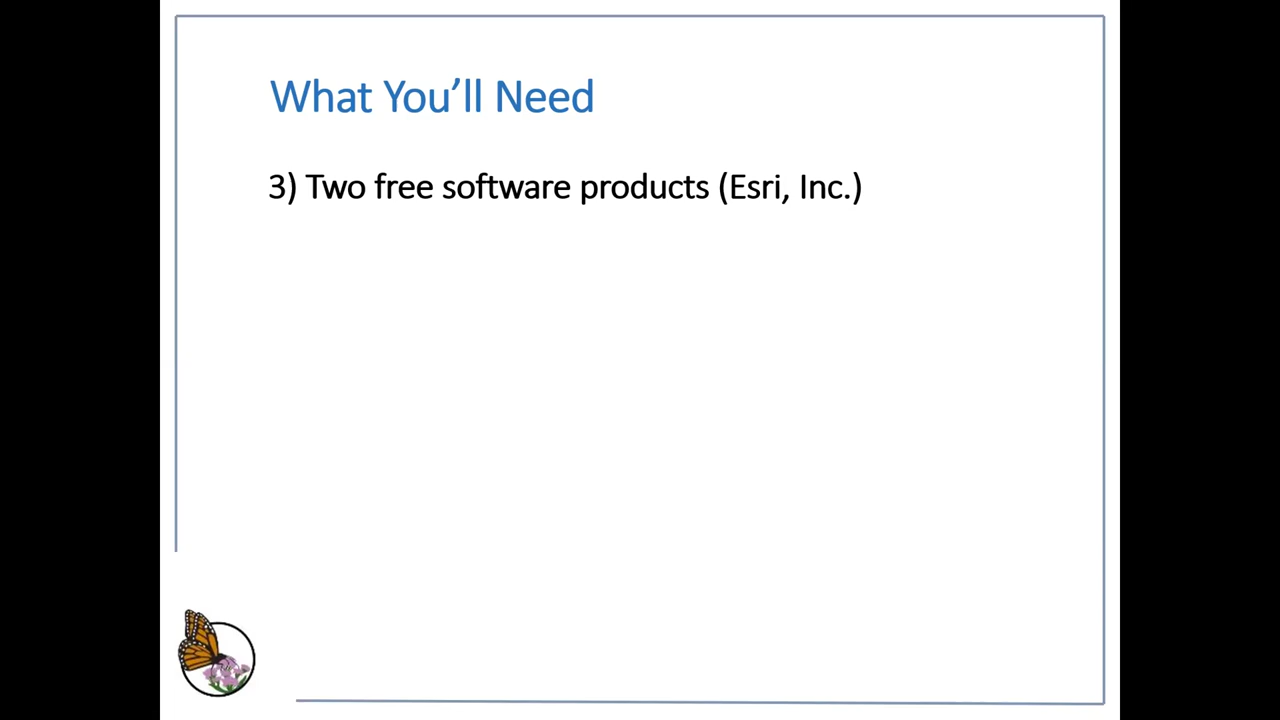 What You’ll Need
3) Two free software products (Esri, Inc.)